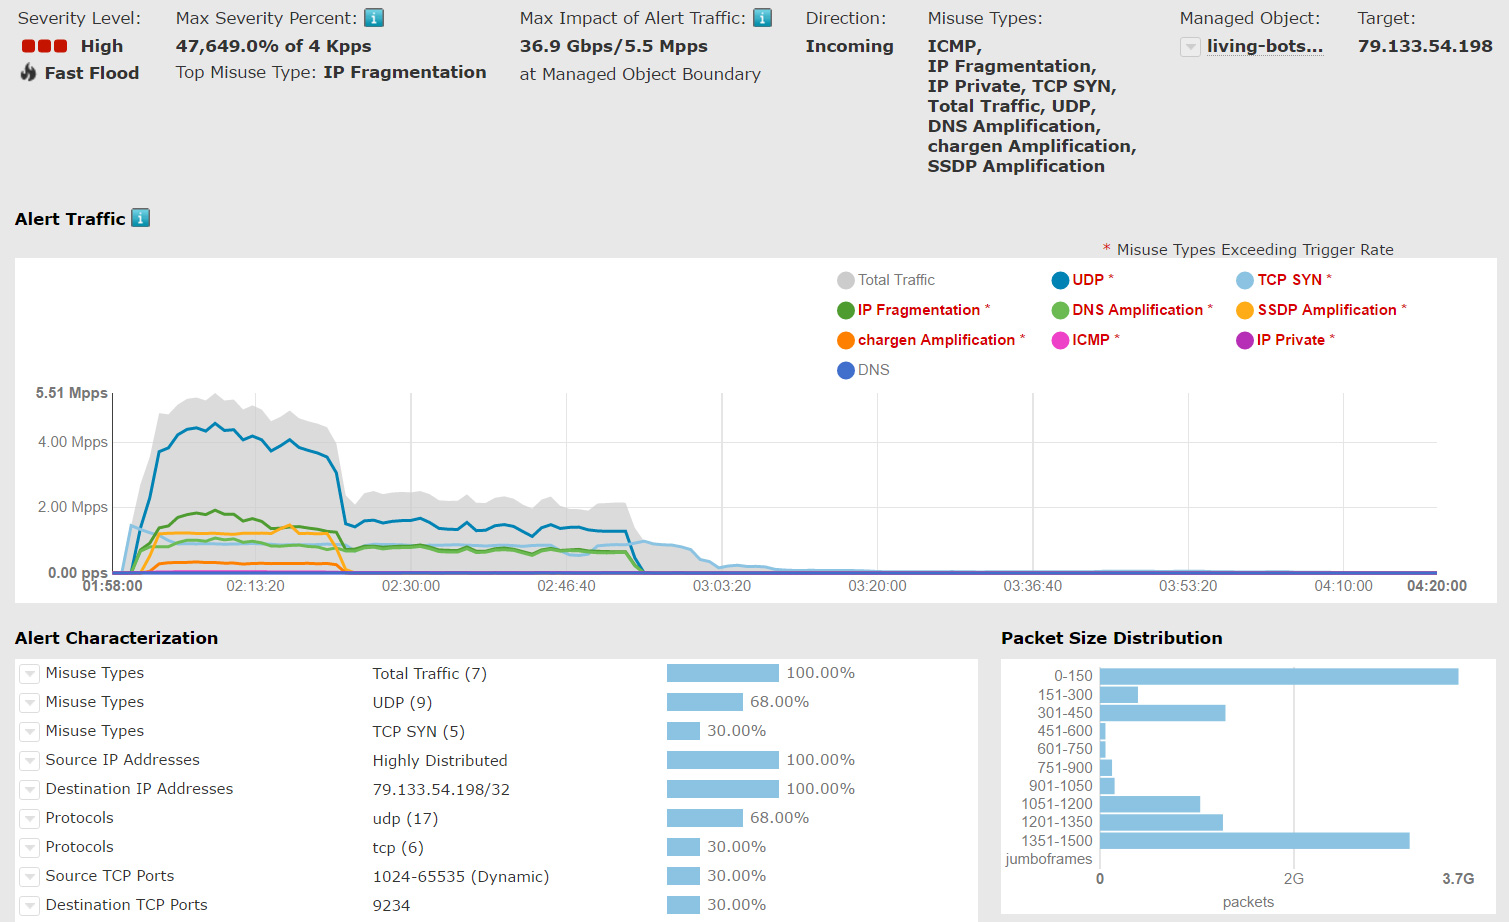 Severity Level:
High
Fast Flood
Max Severity Percent:
47,649.0% of 4 Kpps
Top Misuse Type: IP Fragmentation
Max Impact of Alert Traffic:
36.9 Gbps/5.5 Mpps
at Managed Object Boundary
Direction:
Incoming
Misuse Types:
ICMP,
IP Fragmentation,
IP Private, TCP SYN,
Total Traffic, UDP,
DNS Amplification,
chargen Amplification,
SSDP Amplification
Managed Object:
living-bots...
Target:
79.133.54.198
Alert Traffic
* Misuse Types Exceeding Trigger Rate
Total Traffic
UDP *
TCP SYN *
IP Fragmentation *
DNS Amplification *
SSDP Amplification *
chargen Amplification *
ICMP *
IP Private *
DNS
5.51 Mpps
4.00 Mpps
2.00 Mpps
0.00 pps
01:58:00 02:13:20 02:30:00 02:46:40 03:03:20 03:20:00 03:36:40 03:53:20 04:10:00 04:20:00
Alert Characterization
Misuse Types Total Traffic (7) 100.00%
Misuse Types UDP (9) 68.00%
Misuse Types TCP SYN (5) 30.00%
Source IP Addresses Highly Distributed 100.00%
Destination IP Addresses 79.133.54.198/32 100.00%
Protocols udp (17) 68.00%
Protocols tcp (6) 30.00%
Source TCP Ports 1024-65535 (Dynamic) 30.00%
Destination TCP Ports 9234 30.00%
Packet Size Distribution
0-150
151-300
301-450
451-600
601-750
751-900
901-1050
1051-1200
1201-1350
1351-1500
jumboframes
0 2G 3.7G
packets